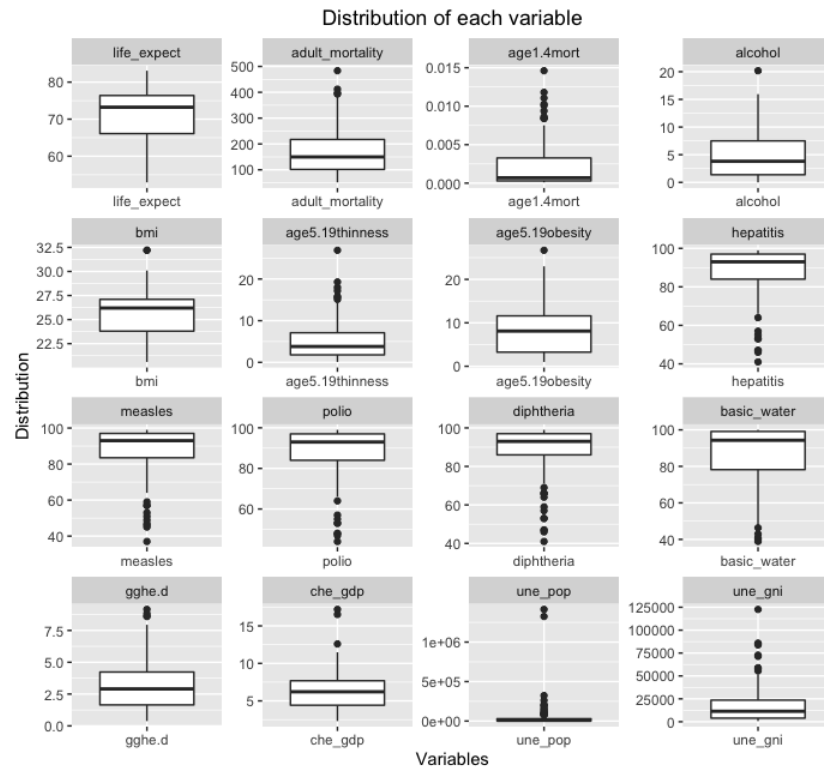 Distribution of each variable
life_expect
adult_mortality
age1.4mort
alcohol
80
70
60
500
400
300
200
100
0.015
0.010
0.005
0.000
20
15
10
5
0
life_expect
adult_mortality
age1.4mort
alcohol
bmi
age5.19thinness
age5.19obesity
hepatitis
32.5
30.0
27.5
25.0
22.5
20
10
0
20
10
0
100
80
60
40
bmi
age5.19thinness
age5.19obesity
hepatitis
Distribution
measles
polio
diphtheria
basic_water
100
80
60
40
100
80
60
100
90
80
70
60
50
40
100
80
60
40
measles
polio
diphtheria
basic_water
gghe.d
che_gdp
une_pop
une_gni
7.5
5.0
2.5
0.0
15
10
5
1e+06
5e+05
0e+00
125000
100000
75000
50000
25000
0
gghe.d
che_gdp
une_pop
une_gni
Variables